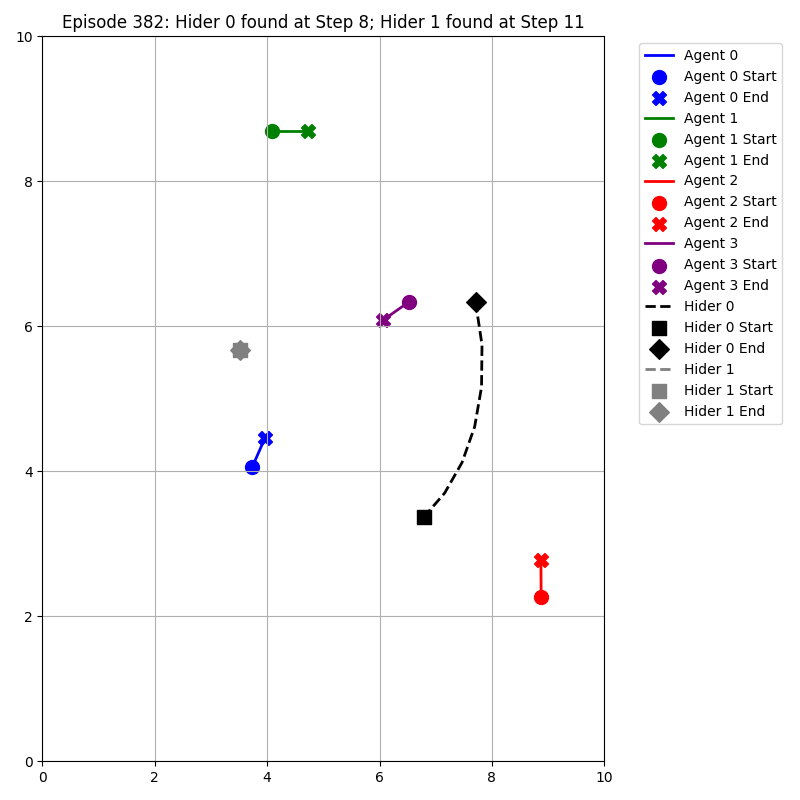 Episode 382: Hider 0 found at Step 8; Hider 1 found at Step 11
10
8
6
4
2
0
0 2 4 6 8 10
Agent 0
Agent 0 Start
Agent 0 End
Agent 1
Agent 1 Start
Agent 1 End
Agent 2
Agent 2 Start
Agent 2 End
Agent 3
Agent 3 Start
Agent 3 End
Hider 0
Hider 0 Start
Hider 0 End
Hider 1
Hider 1 Start
Hider 1 End